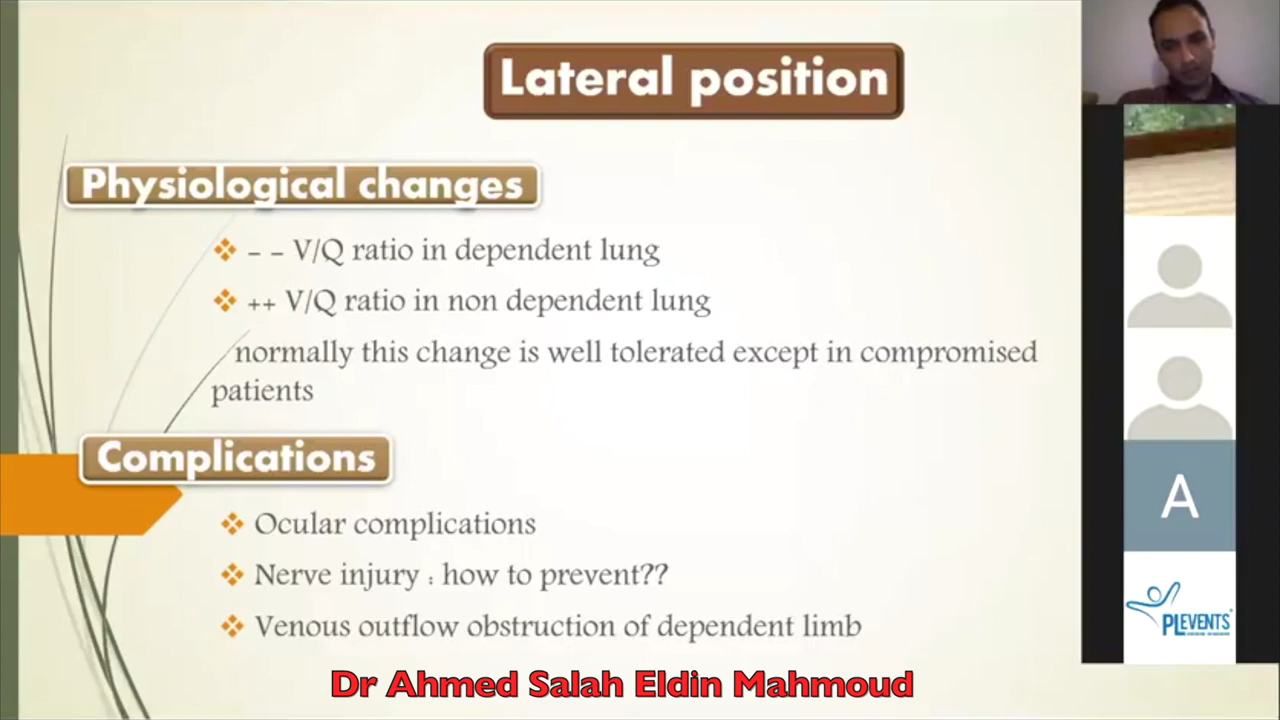 Lateral position
Physiological changes
– – V/Q ratio in dependent lung
++ V/Q ratio in non dependent lung
normally this change is well tolerated except in compromised
patients
Complications
Ocular complications
Nerve injury : how to prevent??
Venous outflow obstruction of dependent limb
Dr Ahmed Salah Eldin Mahmoud
A
PLEVENTS